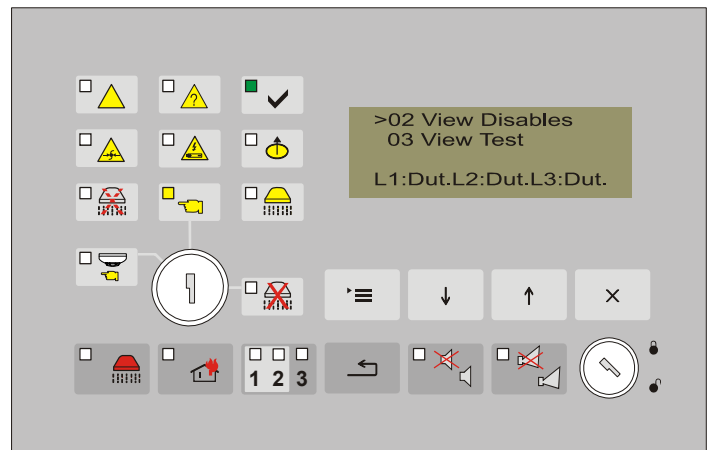 ?
>02 View Disables
03 View Test
L1:Dut.L2:Dut.L3:Dut.
1 2 3